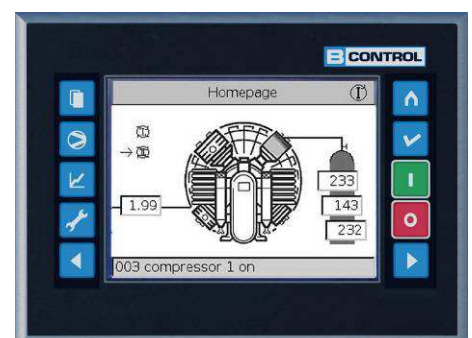 B CONTROL
Homepage
1.99
233
143
232
003 compressor 1 on